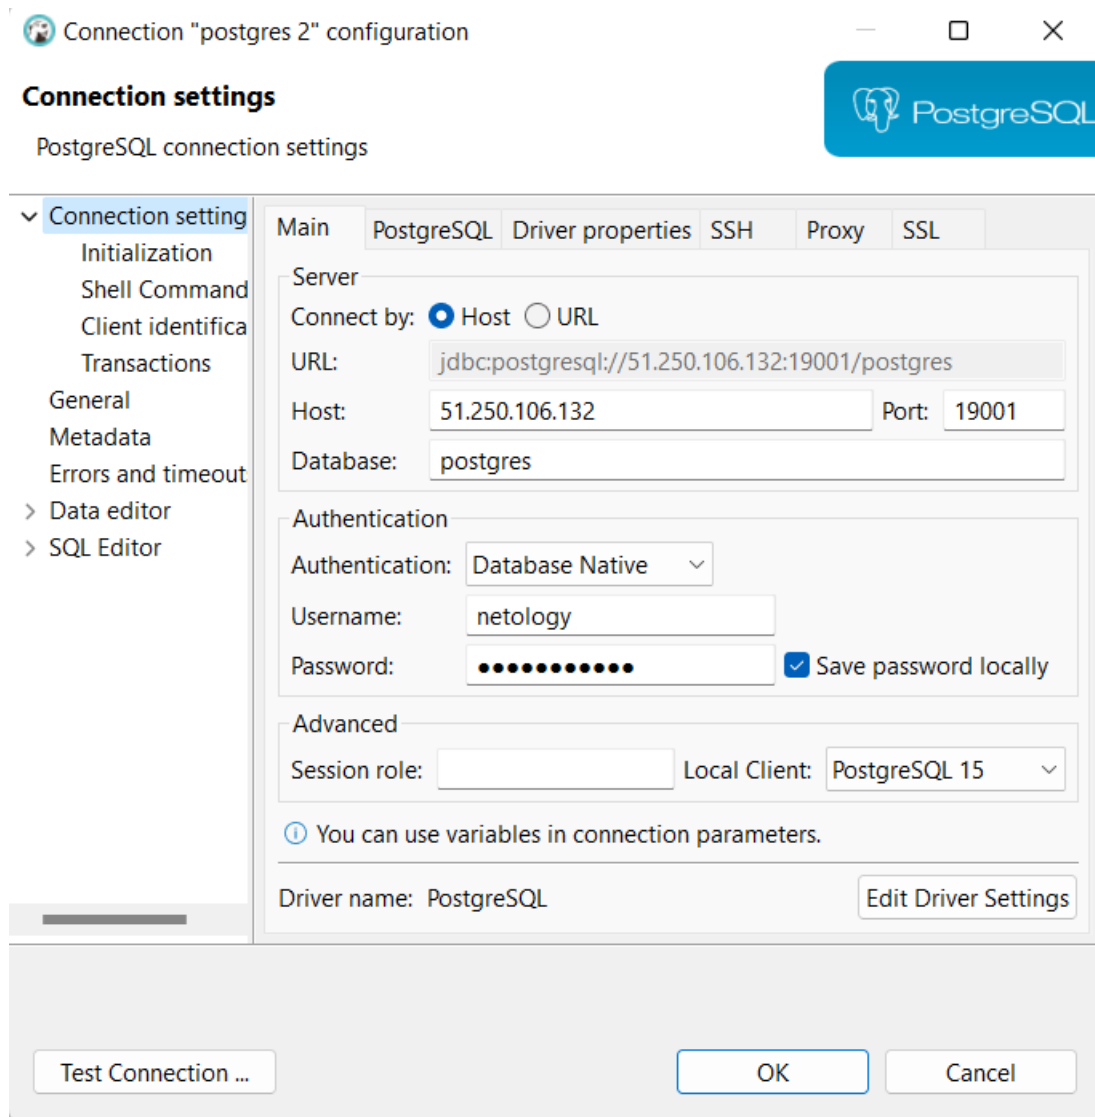 Connection "postgres 2" configuration
Connection settings
PostgreSQL connection settings
PostgreSQL
Connection setting
Initialization
Shell Command
Client identifica
Transactions
General
Metadata
Errors and timeout
Data editor
SQL Editor
Main PostgreSQL Driver properties SSH Proxy SSL
Server
Connect by: Host URL
URL: jdbc:postgresql://51.250.106.132:19001/postgres
Host: 51.250.106.132 Port: 19001
Database: postgres
Authentication
Authentication: Database Native
Username: netology
Password: ●●●●●●●●●●● Save password locally
Advanced
Session role: Local Client: PostgreSQL 15
You can use variables in connection parameters.
Driver name: PostgreSQL Edit Driver Settings
Test Connection ... OK Cancel